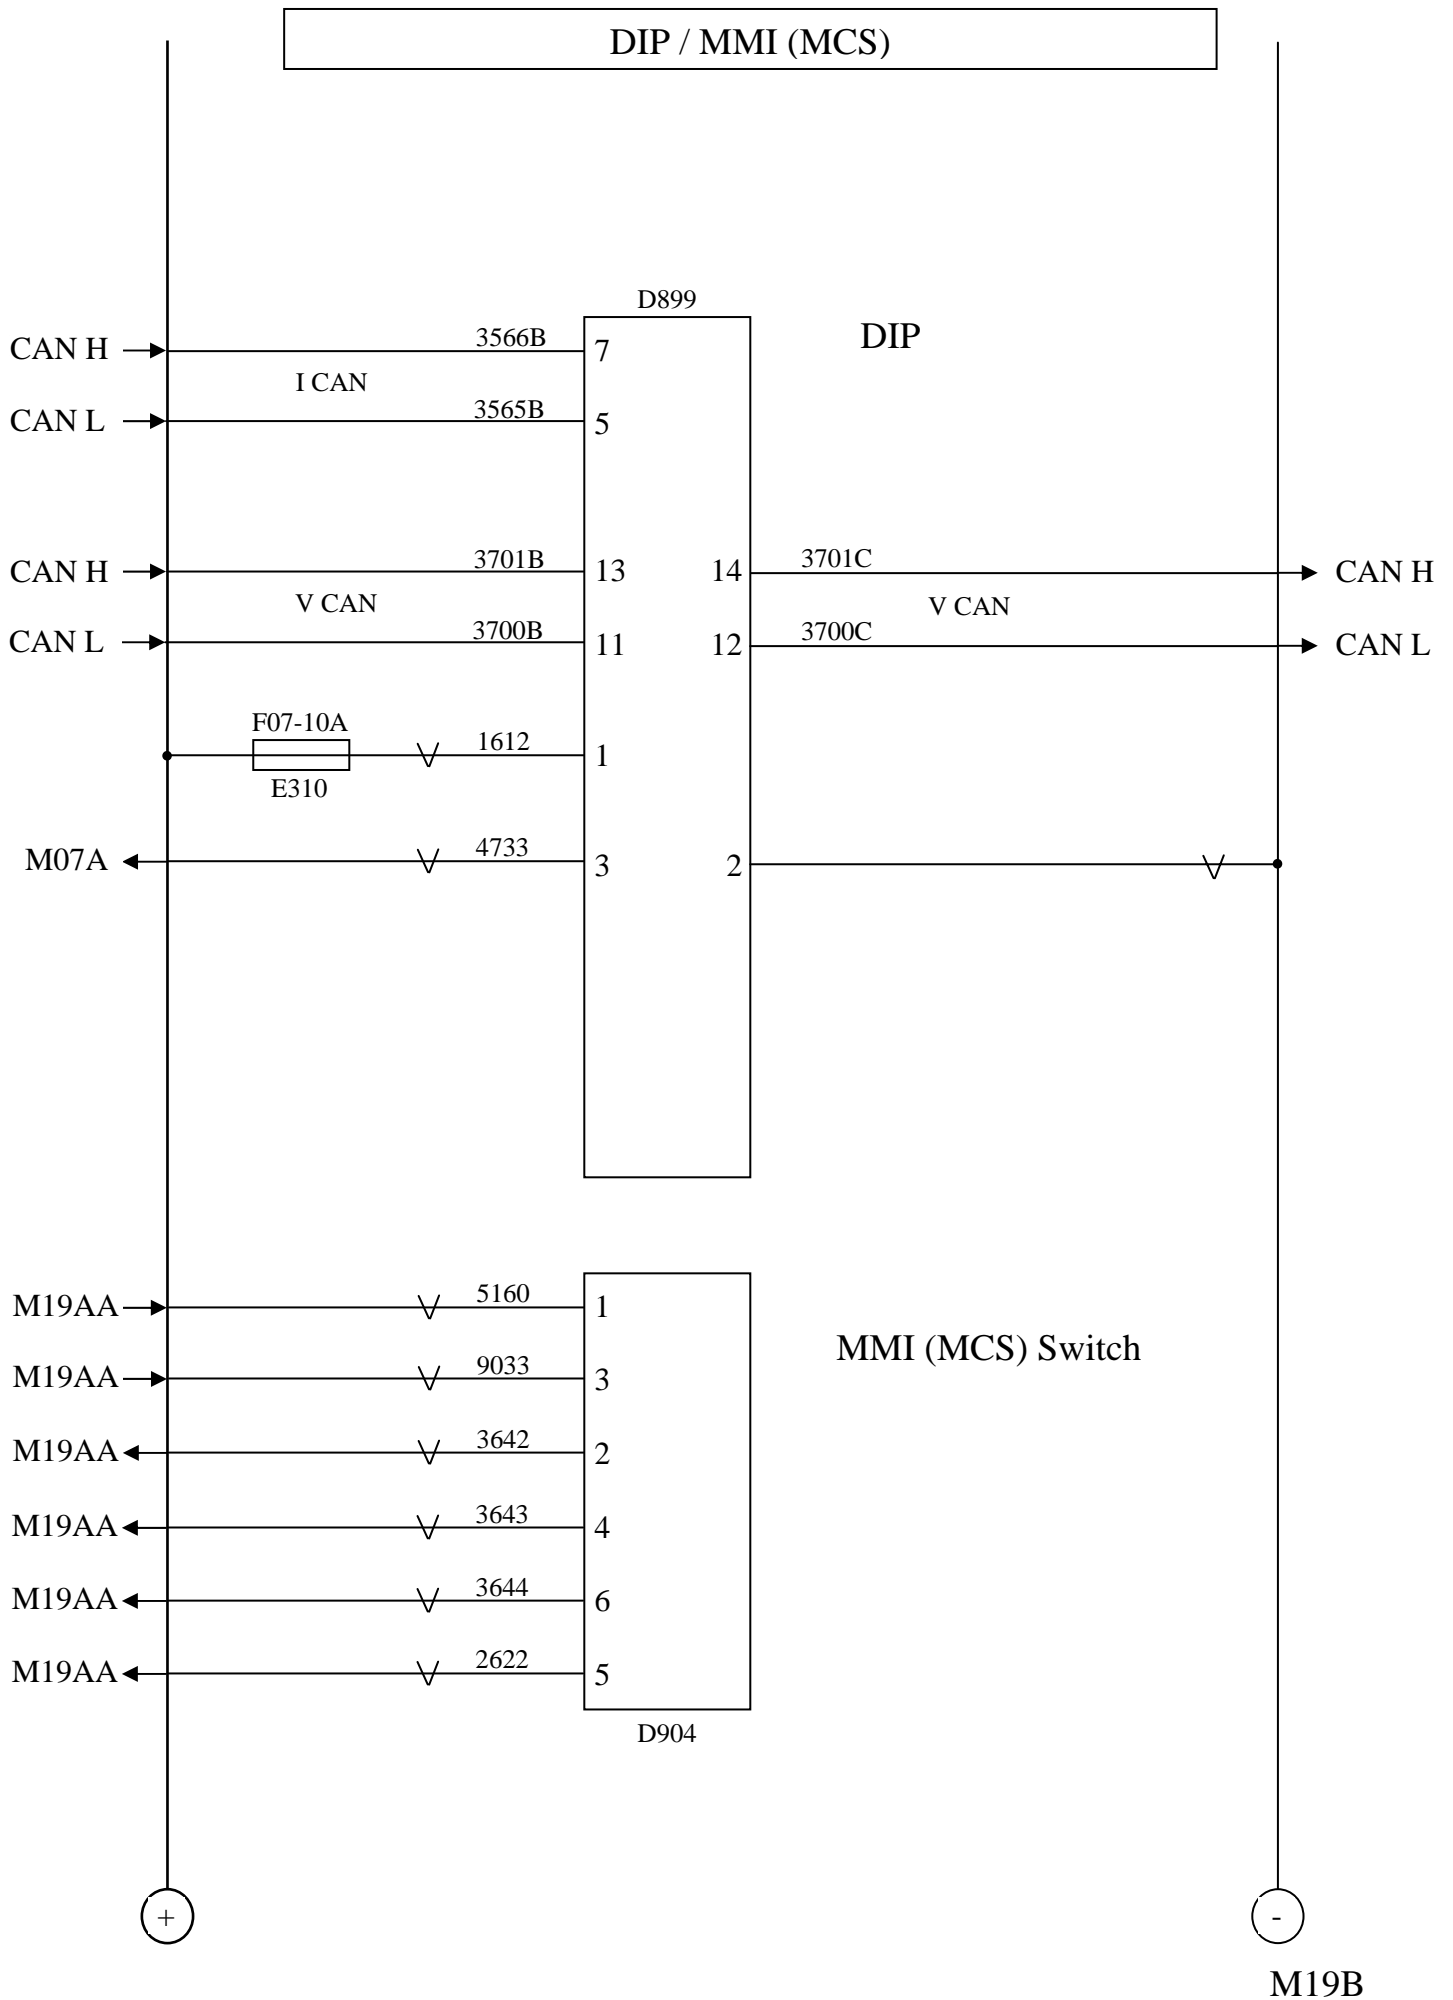 DIP / MMI (MCS)
D899
DIP
CAN H
3566B
7
I CAN
CAN L
3565B
5
CAN H
3701B
13
14
3701C
CAN H
V CAN
V CAN
CAN L
3700B
11
12
3700C
CAN L
F07-10A
1612
1
E310
M07A
4733
3
2
M19AA
5160
1
MMI (MCS) Switch
M19AA
9033
3
M19AA
3642
2
M19AA
3643
4
M19AA
3644
6
M19AA
2622
5
D904
+
-
M19B